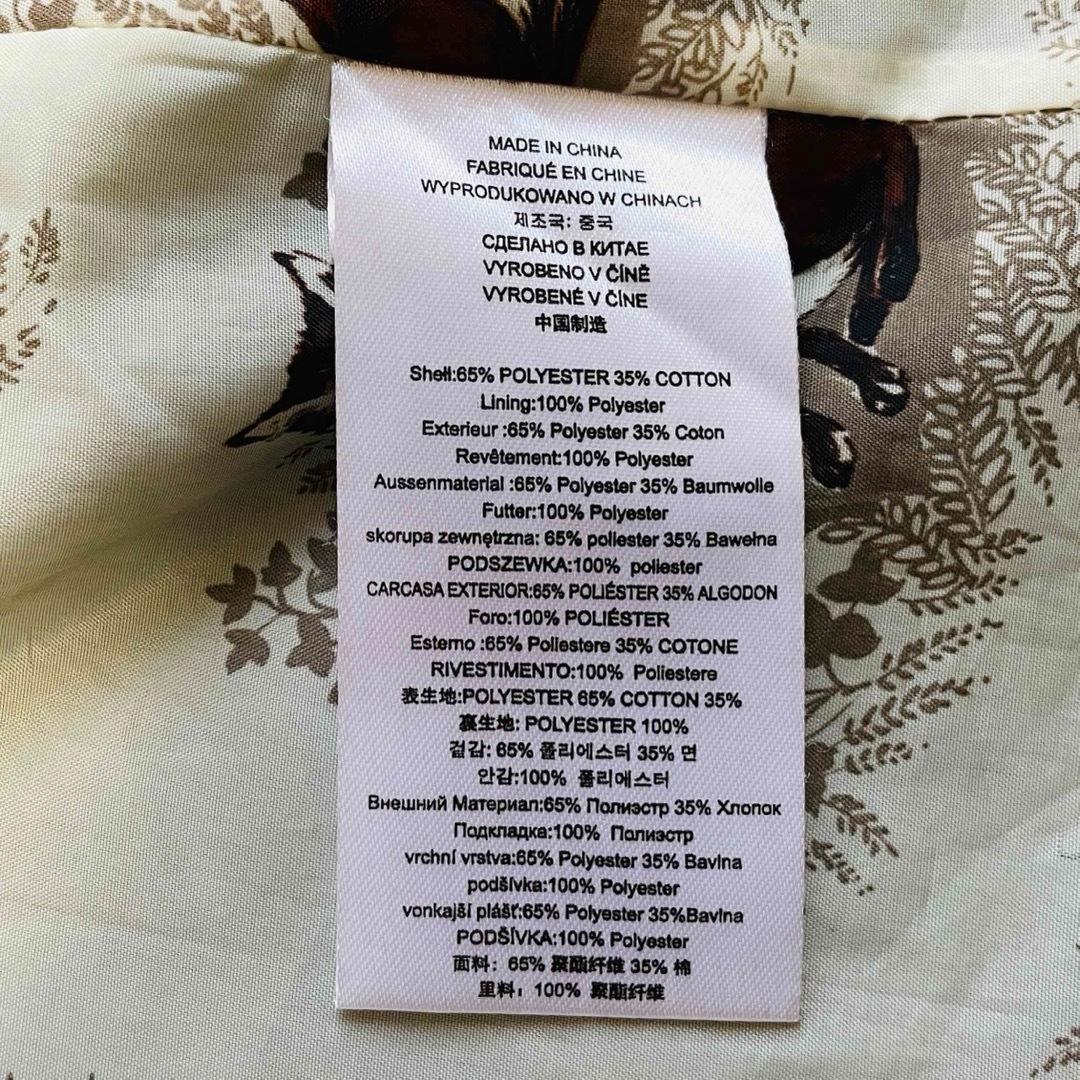 MADE IN CHINA
FABRIQUÉ EN CHINE
WYPRODUKOWANO W CHINACH
제조국: 중국
СДЕЛАНО В КИТАЕ
VYROBENO V ČÍNĚ
VYROBENÉ V ČÍNE
中国制造
Shell:65% POLYESTER 35% COTTON
Lining:100% Polyester
Exterieur :65% Polyester 35% Coton
Revêtement:100% Polyester
Aussenmaterial :65% Polyester 35% Baumwolle
Futter:100% Polyester
skorupa zewnętrzna: 65% poliester 35% Bawełna
PODSZEWKA:100% poliester
CARCASA EXTERIOR:65% POLIÉSTER 35% ALGODON
Foro:100% POLIÉSTER
Esterno :65% Poliestere 35% COTONE
RIVESTIMENTO:100% Poliestere
表生地:POLYESTER 65% COTTON 35%
裏生地: POLYESTER 100%
겉감: 65% 폴리에스터 35% 면
안감:100% 폴리에스터
Внешний Материал:65% Полиэстр 35% Хлопок
Подкладка:100% Полиэстр
vrchní vrstva:65% Polyester 35% Bavlna
podšívka:100% Polyester
vonkajší plášť:65% Polyester 35%Bavlna
PODŠÍVKA:100% Polyester
面料: 65% 聚酯纤维 35% 棉
里料: 100% 聚酯纤维